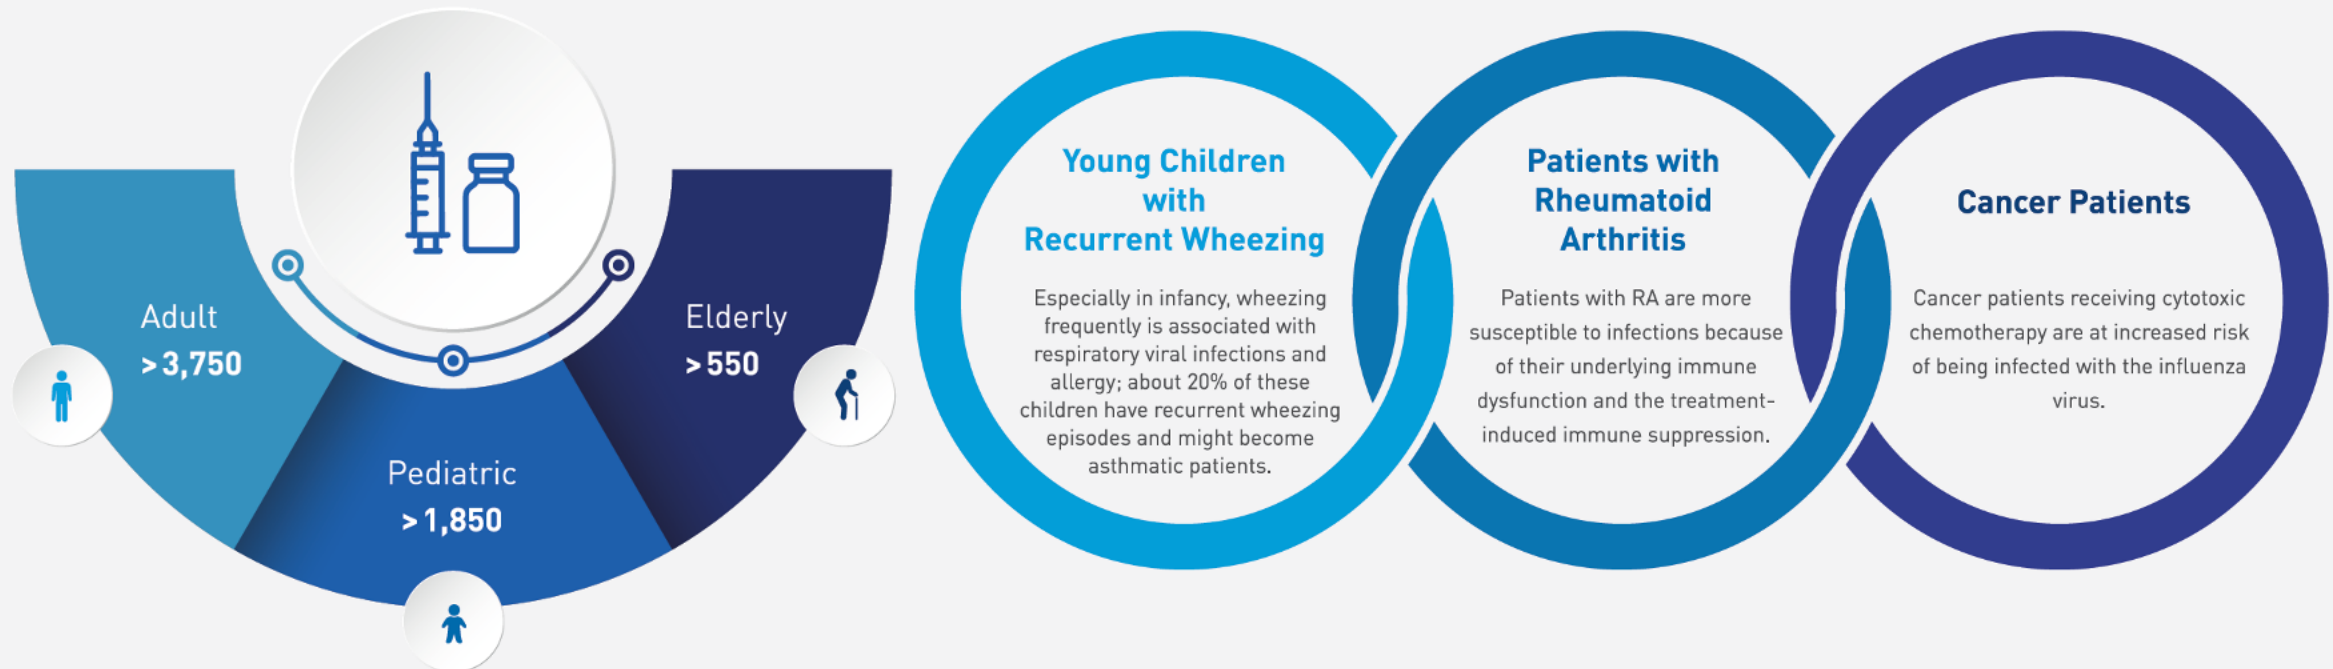 Adult
> 3,750
Pediatric
> 1,850
Elderly
> 550
Young Children
with
Recurrent Wheezing
Especially in infancy, wheezing
frequently is associated with
respiratory viral infections and
allergy; about 20% of these
children have recurrent wheezing
episodes and might become
asthmatic patients.
Patients with
Rheumatoid
Arthritis
Patients with RA are more
susceptible to infections because
of their underlying immune
dysfunction and the treatment-
induced immune suppression.
Cancer Patients
Cancer patients receiving cytotoxic
chemotherapy are at increased risk
of being infected with the influenza
virus.